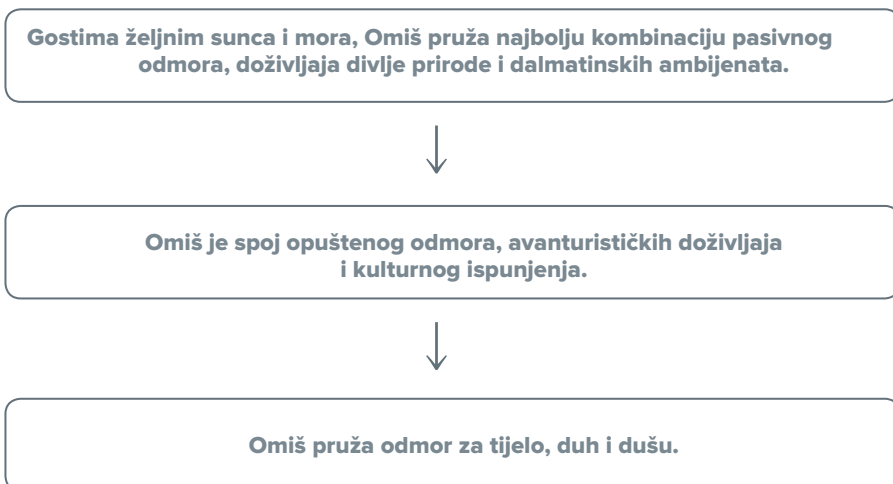 Gostima željnim sunca i mora, Omiš pruža najbolju kombinaciju pasivnog
odmora, doživljaja divlje prirode i dalmatinskih ambijenata.
Omiš je spoj opuštenog odmora, avanturističkih doživljaja
i kulturnog ispunjenja.
Omiš pruža odmor za tijelo, duh i dušu.